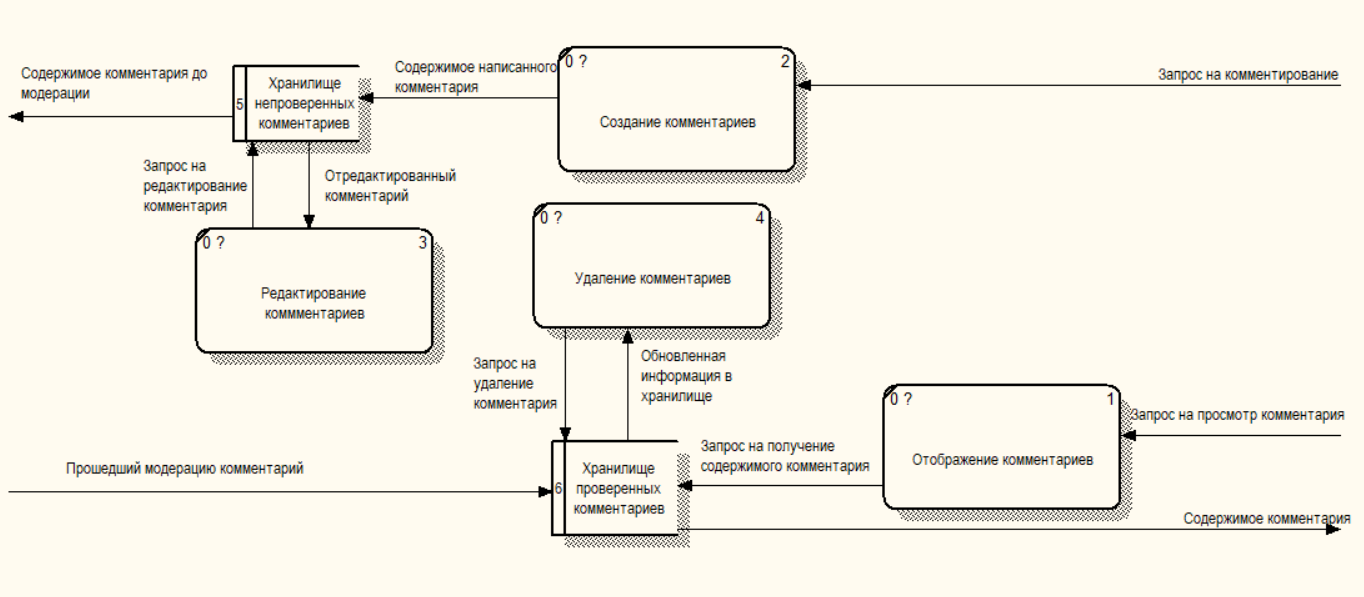 Содержимое комментария до
модерации
5
Хранилище
непроверенных
комментариев
Содержимое написанного
комментария
0 ?
2
Создание комментариев
Запрос на комментирование
Запрос на
редактирование
комментария
Отредактированный
комментарий
0 ?
3
Редактирование
коммментариев
0 ?
4
Удаление комментариев
Запрос на
удаление
комментария
Обновленная
информация в
хранилище
0 ?
1
Отображение комментариев
Запрос на просмотр комментария
Запрос на получение
содержимого комментария
Прошедший модерацию комментарий
6
Хранилище
проверенных
комментариев
Содержимое комментария